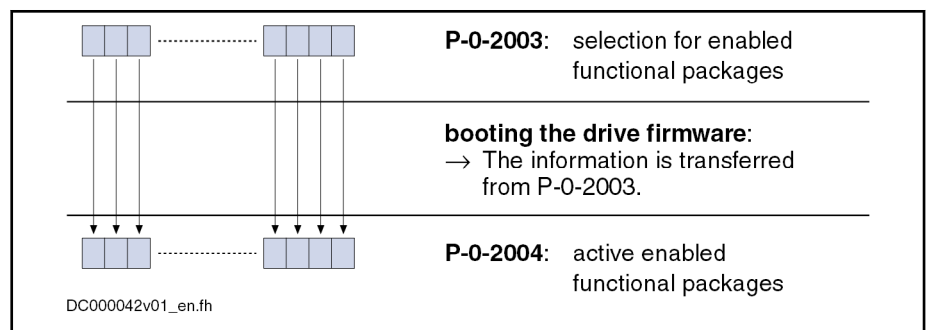 P-0-2003: selection for enabled
functional packages
booting the drive firmware:
→ The information is transferred
from P-0-2003.
P-0-2004: active enabled
functional packages
DC000042v01_en.fh